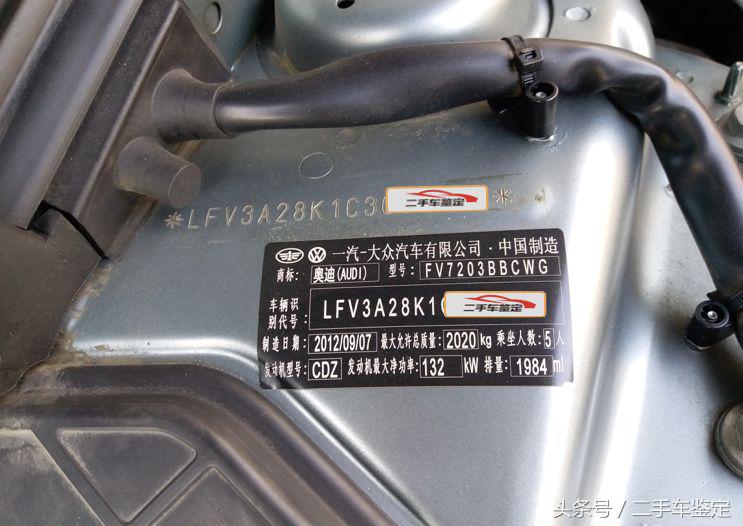 *LFV3A28K1C3
二手车鉴定
*
一汽-大众汽车有限公司·中国制造
商标: 奥迪(AUDI) 型号: FV7203BBCWG
车辆识别代号: LFV3A28K1
二手车鉴定
制造日期: 2012/09/07 最大允许总质量: 2020 kg 乘坐人数: 5 人
发动机型号: CDZ 发动机最大净功率: 132 kW 排量: 1984 ml
头条号 / 二手车鉴定